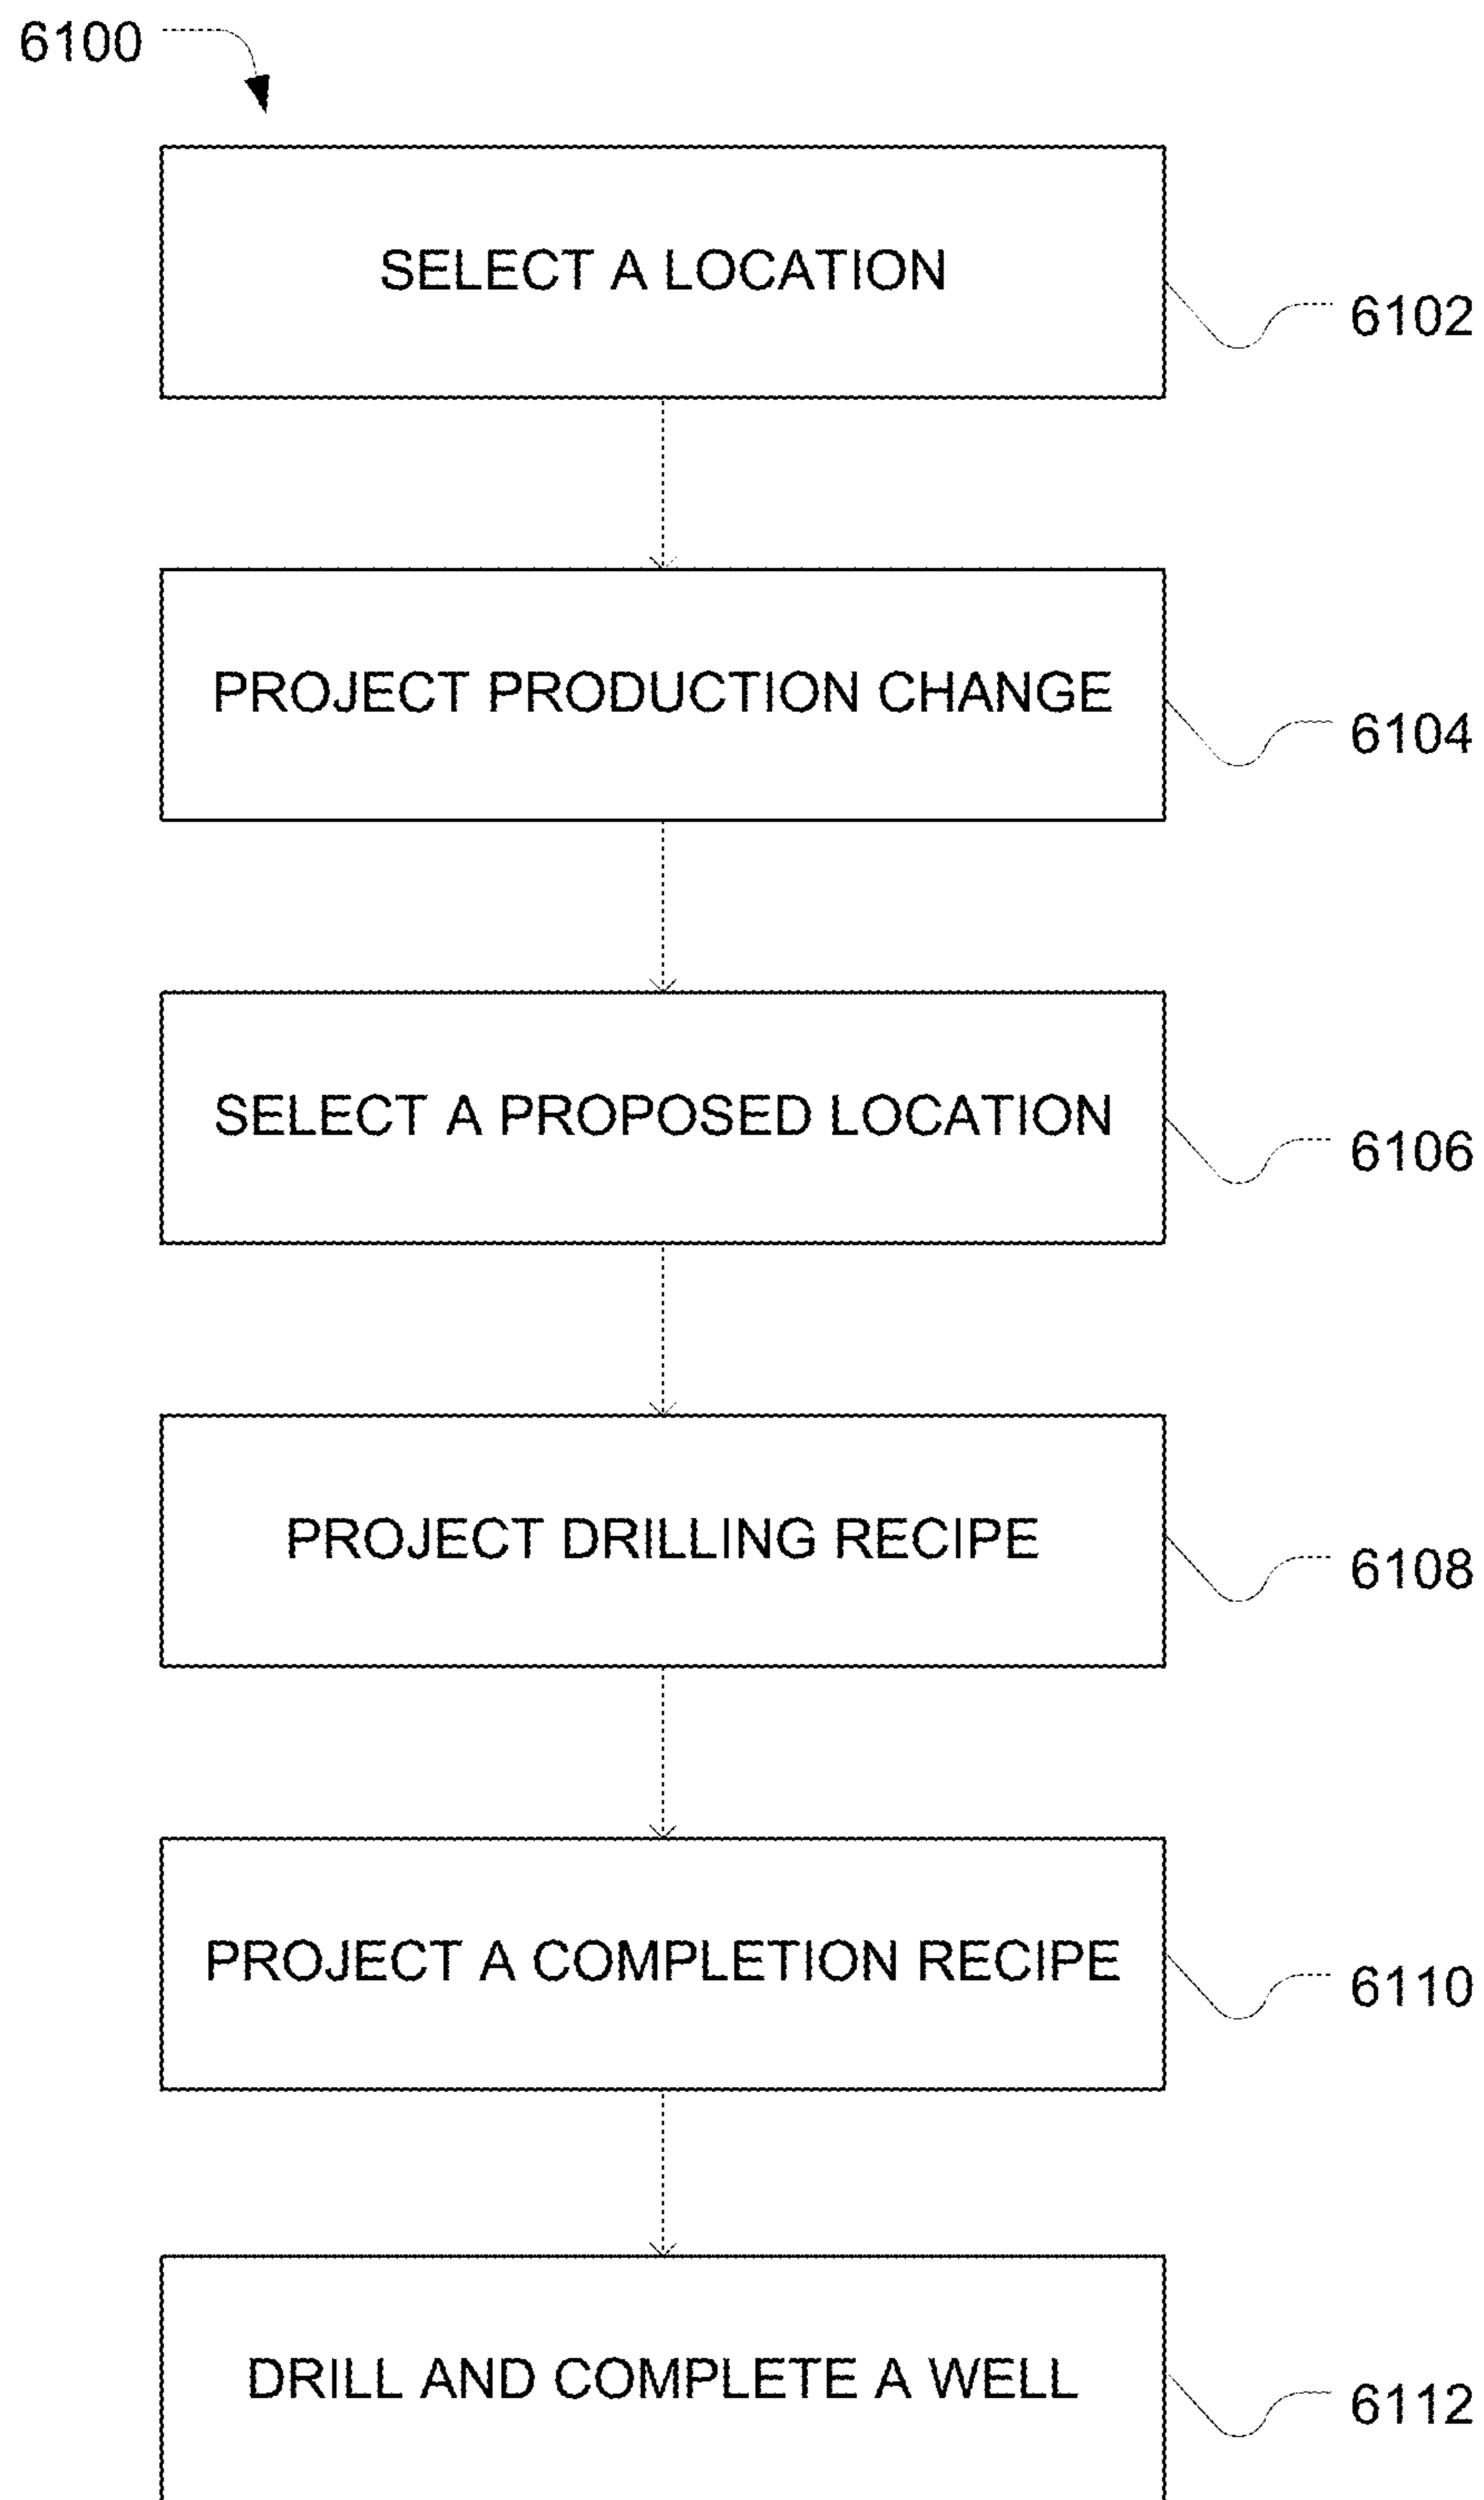 6100
SELECT A LOCATION
6102
PROJECT PRODUCTION CHANGE
6104
SELECT A PROPOSED LOCATION
6106
PROJECT DRILLING RECIPE
6108
PROJECT A COMPLETION RECIPE
6110
DRILL AND COMPLETE A WELL
6112